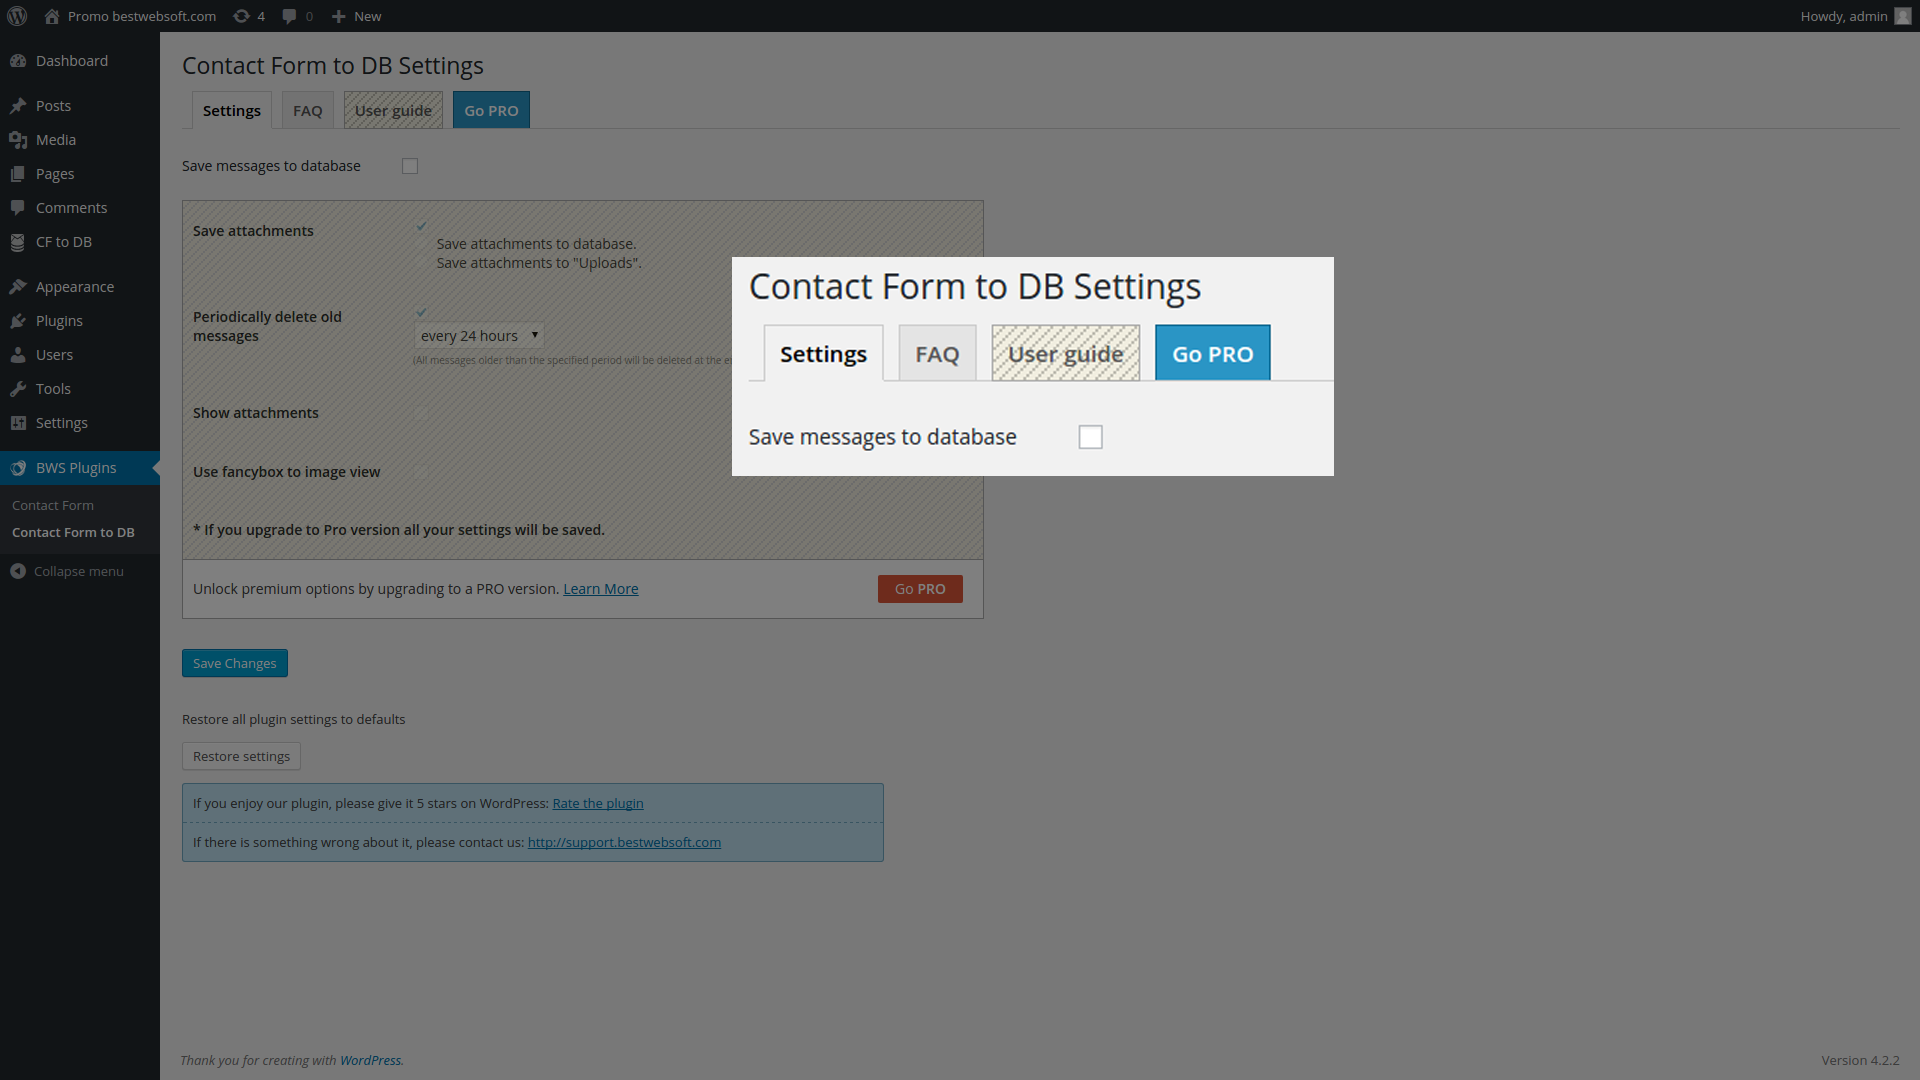 Promo bestwebsoft.com 4 0 New Howdy, admin
Dashboard
Posts
Media
Pages
Comments
CF to DB
Appearance
Plugins
Users
Tools
Settings
BWS Plugins
Contact Form
Contact Form to DB
Collapse menu
Contact Form to DB Settings
Settings FAQ User guide Go PRO
Save messages to database
Save attachments
Save attachments to database.
Save attachments to "Uploads".
Periodically delete old
messages
every 24 hours
(All messages older than the specified period will be deleted at the
Show attachments
Use fancybox to image view
* If you upgrade to Pro version all your settings will be saved.
Unlock premium options by upgrading to a PRO version. Learn More
Go PRO
Contact Form to DB Settings
Settings FAQ User guide Go PRO
Save messages to database
Save Changes
Restore all plugin settings to defaults
Restore settings
If you enjoy our plugin, please give it 5 stars on WordPress: Rate the plugin
If there is something wrong about it, please contact us: http://support.bestwebsoft.com
Thank you for creating with WordPress.
Version 4.2.2